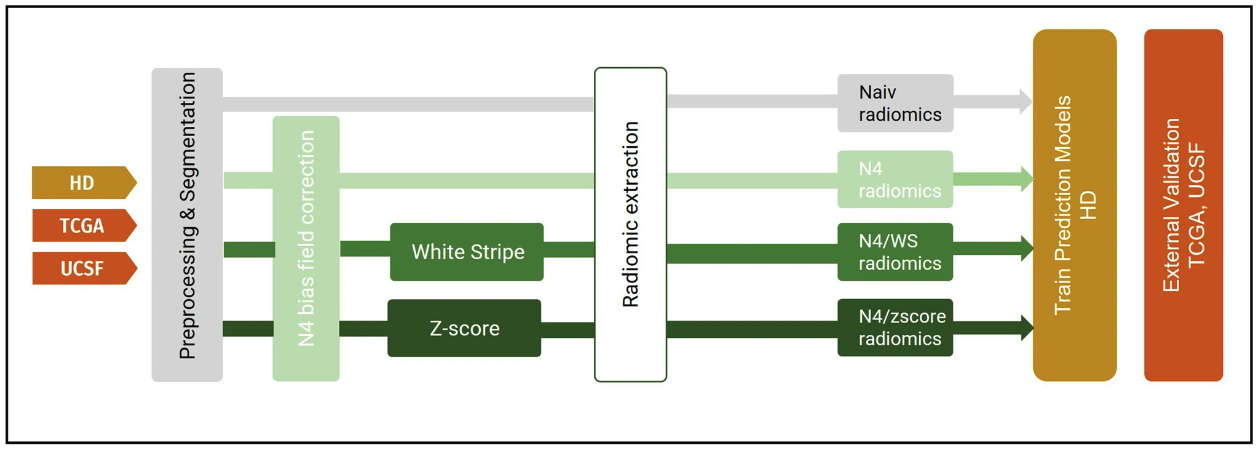 HD
TCGA
UCSF
Preprocessing & Segmentation
N4 bias field correction
White Stripe
Z-score
Radiomic extraction
Naiv
radiomics
N4
radiomics
N4/WS
radiomics
N4/zscore
radiomics
Train Prediction Models
HD
External Validation
TCGA, UCSF